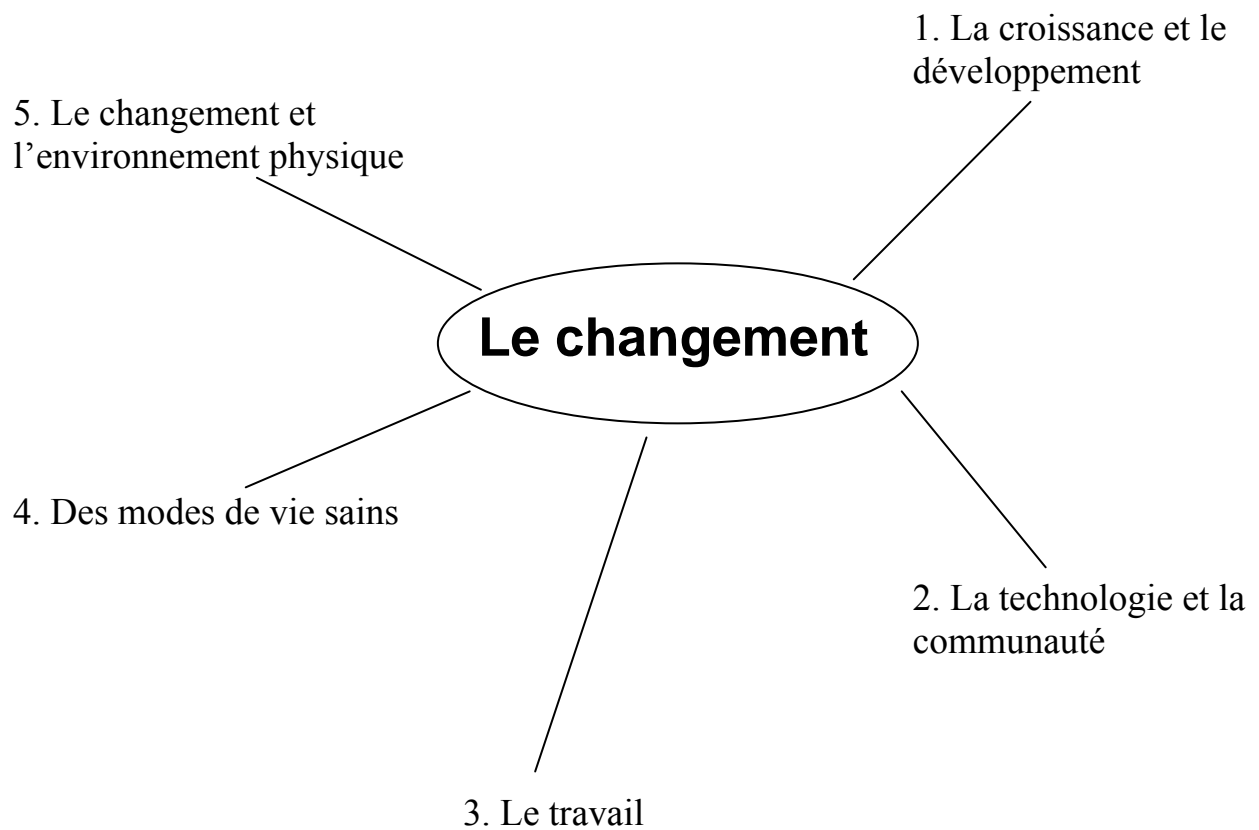 1. La croissance et le
développement
5. Le changement et
l’environnement physique
Le changement
4. Des modes de vie sains
2. La technologie et la
communauté
3. Le travail